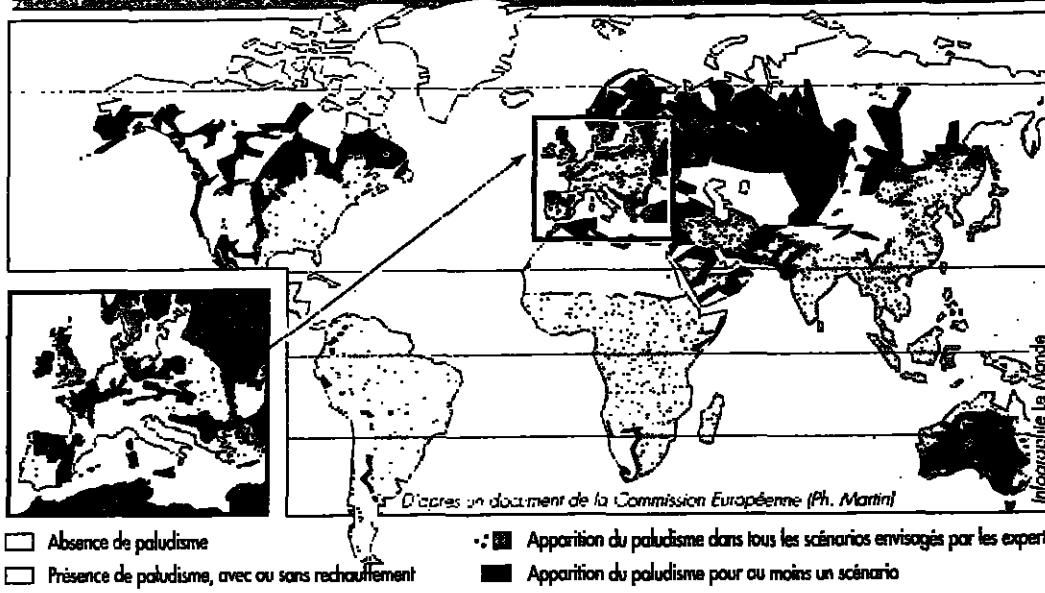 Infographie Le Monde
D'après un document de la Commission Européenne (Ph. Martin)
Absence de paludisme
Présence de paludisme, avec ou sans rechauffement
Apparition du paludisme dans tous les scénarios envisagés par les expert
Apparition du paludisme pour au moins un scénario